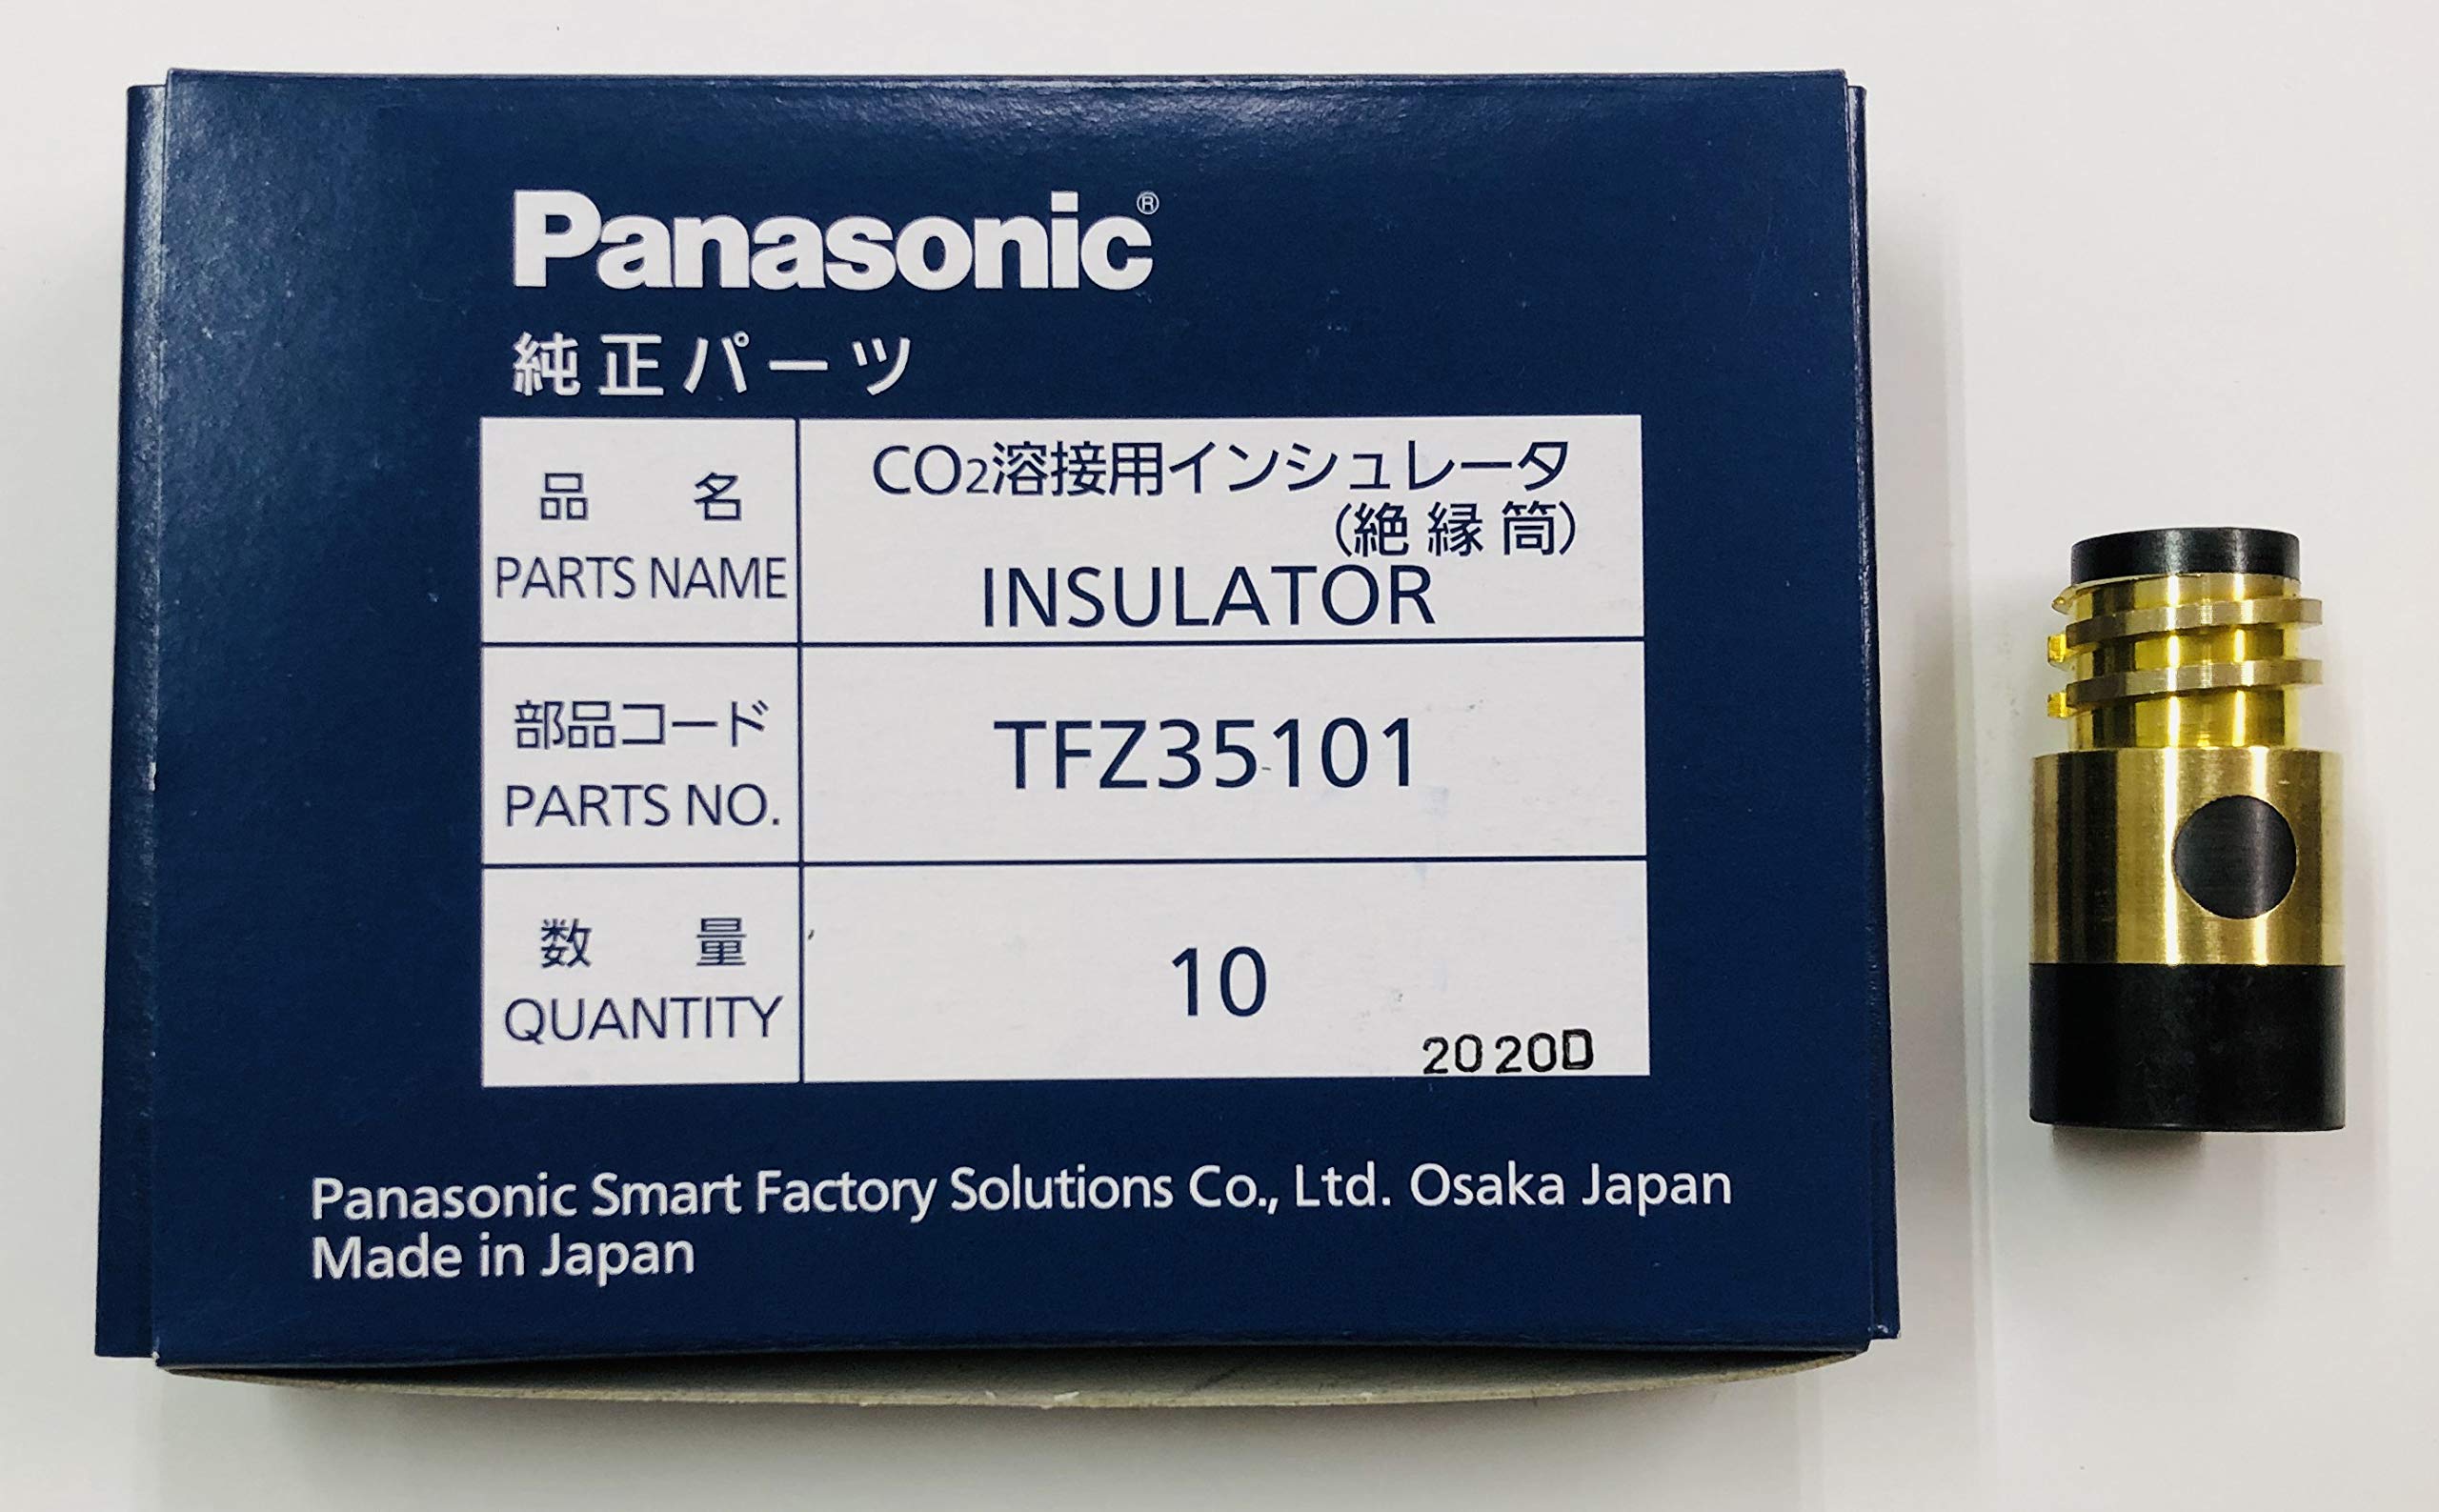 Panasonic®
純正パーツ
品 名
PARTS NAME
CO2溶接用インシュレータ
(絶縁筒)
INSULATOR
部品コード
PARTS NO.
TFZ35101
数 量
QUANTITY
10
2020D
Panasonic Smart Factory Solutions Co., Ltd. Osaka Japan
Made in Japan